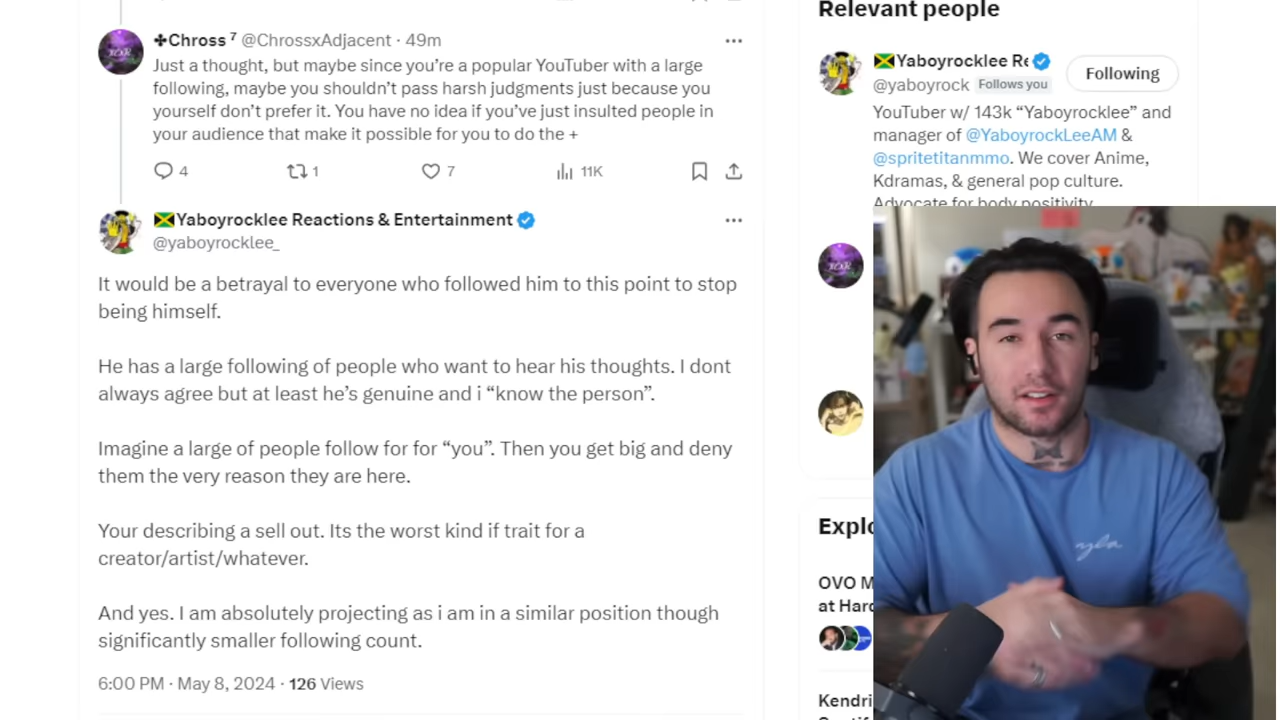 ✤Chross ⁷ @ChrossxAdjacent · 49m
Just a thought, but maybe since you're a popular YouTuber with a large
following, maybe you shouldn't pass harsh judgments just because you
yourself don't prefer it. You have no idea if you've just insulted people in
your audience that make it possible for you to do the +
4 1 7 11K
Yaboyrocklee Reactions & Entertainment
@yaboyrocklee_
It would be a betrayal to everyone who followed him to this point to stop
being himself.
He has a large following of people who want to hear his thoughts. I dont
always agree but at least he's genuine and i “know the person”.
Imagine a large of people follow for for “you”. Then you get big and deny
them the very reason they are here.
Your describing a sell out. Its the worst kind if trait for a
creator/artist/whatever.
And yes. I am absolutely projecting as i am in a similar position though
significantly smaller following count.
6:00 PM · May 8, 2024 · 126 Views
Relevant people
Yaboyrocklee Re
@yaboyrock Follows you
Following
YouTuber w/ 143k “Yaboyrocklee” and
manager of @YaboyrockLeeAM &
@spritetitanmmo. We cover Anime,
Kdramas, & general pop culture.
Advocate for body positivity
Explo
OVO M
at Hard
Kendri